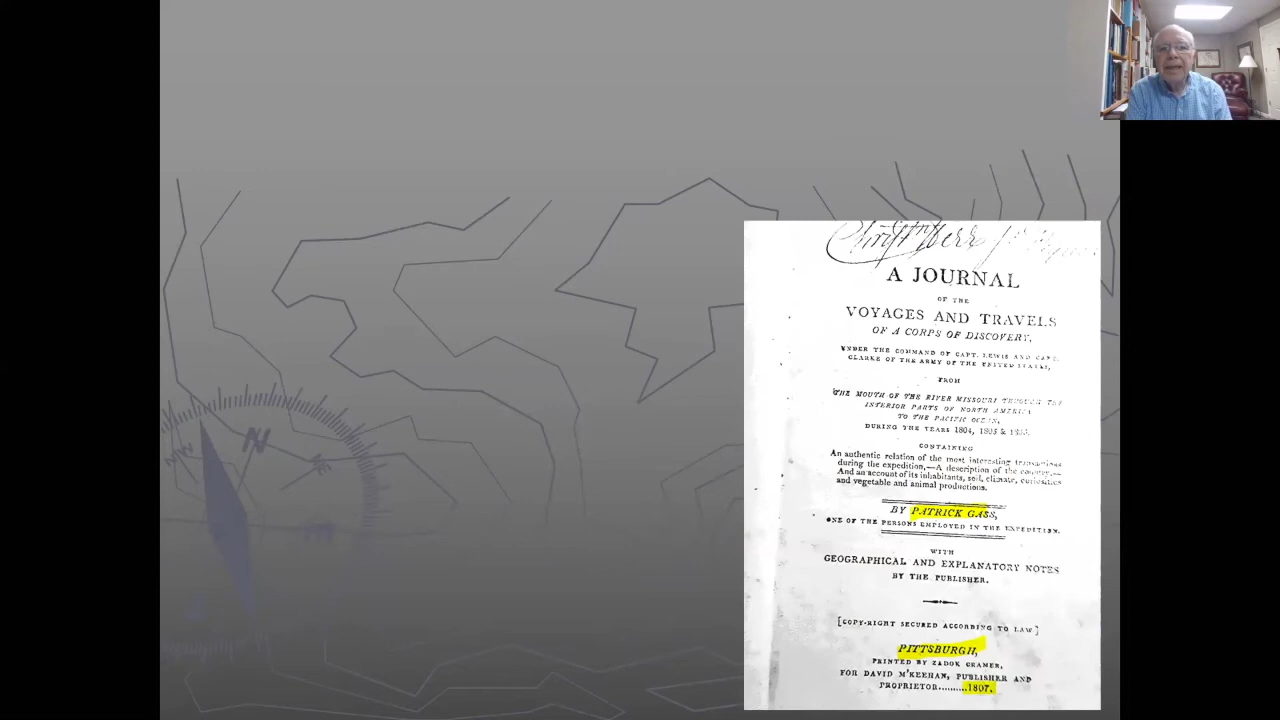 A JOURNAL
OF THE
VOYAGES AND TRAVELS
OF A CORPS OF DISCOVERY,
UNDER THE COMMAND OF CAPT. LEWIS AND CAPT.
CLARKE OF THE ARMY OF THE UNITED STATES,
FROM
THE MOUTH OF THE RIVER MISSOURI THROUGH THE
INTERIOR PARTS OF NORTH AMERICA
TO THE PACIFIC OCEAN,
DURING THE YEARS 1804, 1805 &
CONTAINING
An authentic relation of the most interesting transactions
during the expedition,—A description of the country,—
And an account of its inhabitants, soil, climate, curiosities
and vegetable and animal productions.
BY PATRICK GASS,
ONE OF THE PERSONS EMPLOYED IN THE EXPEDITION.
WITH
GEOGRAPHICAL AND EXPLANATORY NOTES
BY THE PUBLISHER.
[COPY-RIGHT SECURED ACCORDING TO LAW]
PITTSBURGH,
PRINTED BY ZADOK CRAMER,
FOR DAVID M'KEEHAN, PUBLISHER AND
PROPRIETOR..........1807.
NW N NE